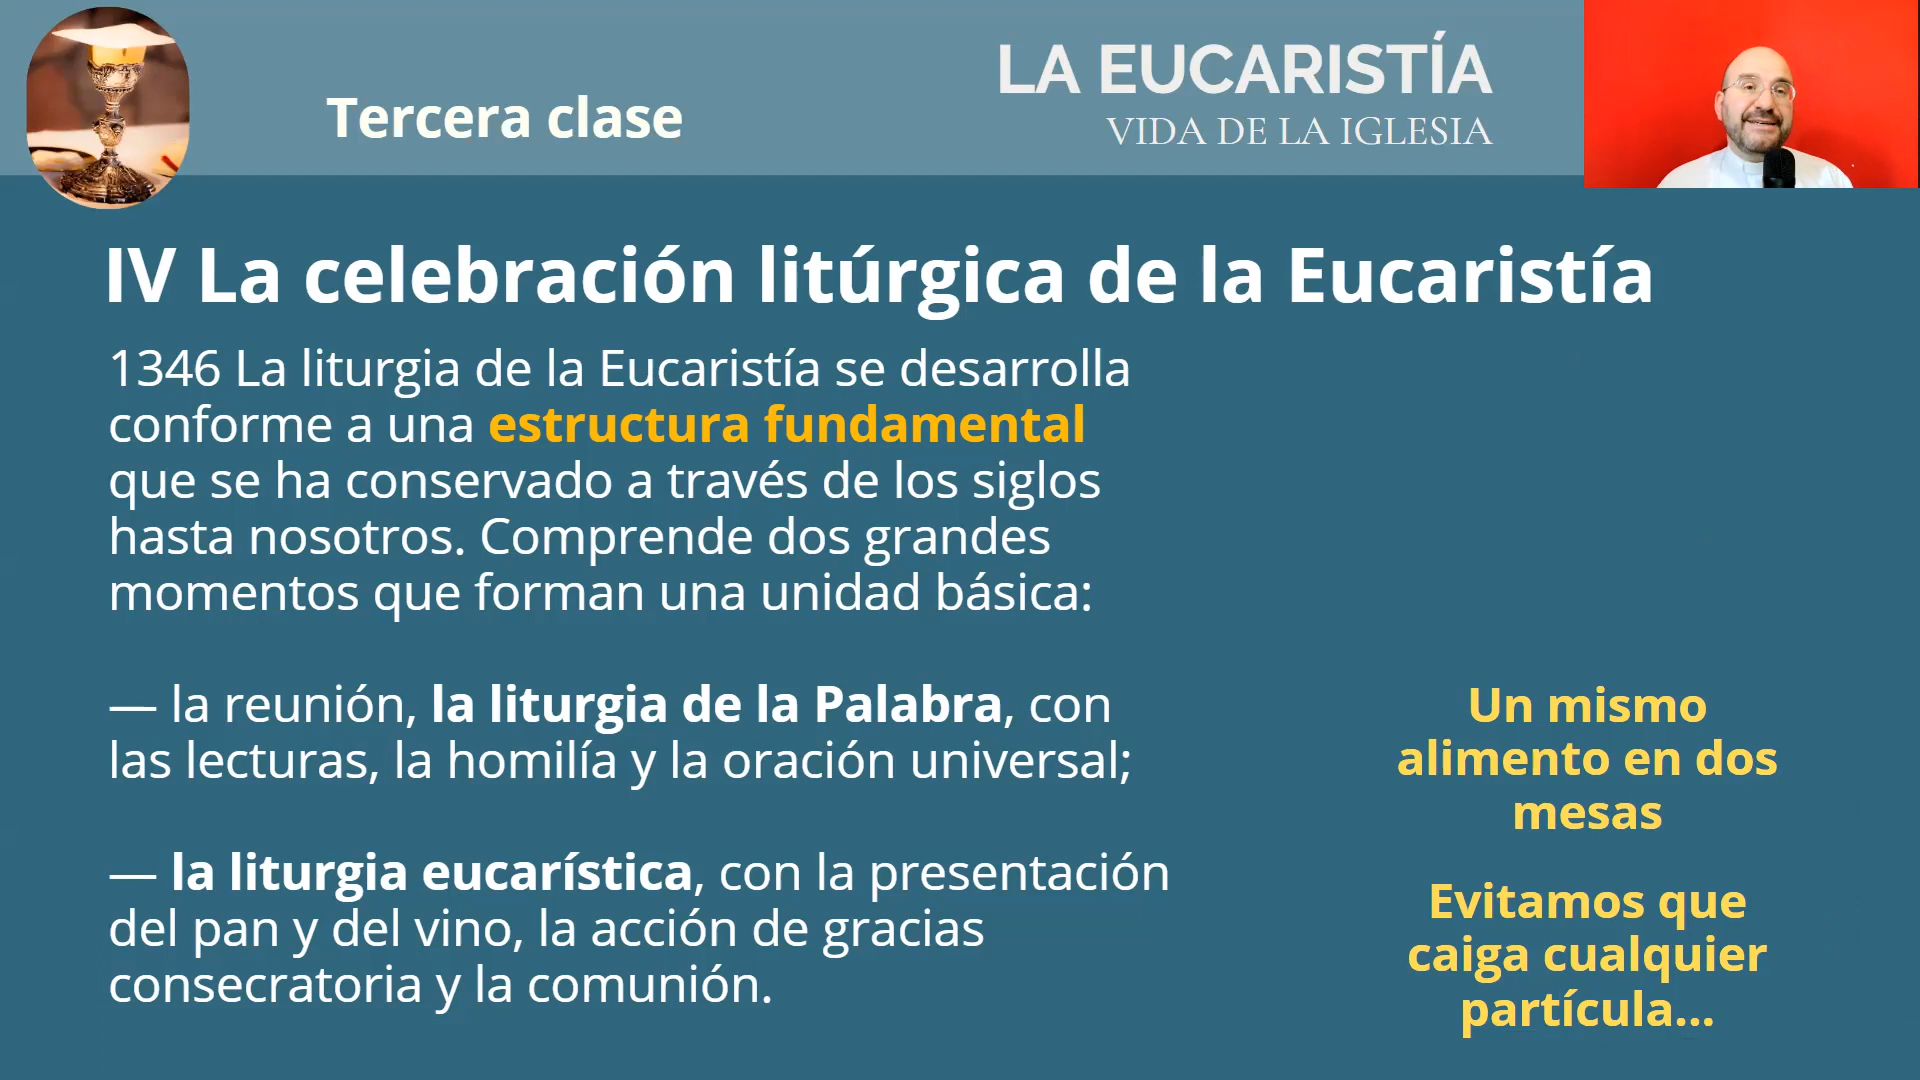 Tercera clase
LA EUCARISTÍA
VIDA DE LA IGLESIA
IV La celebración litúrgica de la Eucaristía
1346 La liturgia de la Eucaristía se desarrolla
conforme a una estructura fundamental
que se ha conservado a través de los siglos
hasta nosotros. Comprende dos grandes
momentos que forman una unidad básica:
— la reunión, la liturgia de la Palabra, con
las lecturas, la homilía y la oración universal;
— la liturgia eucarística, con la presentación
del pan y del vino, la acción de gracias
consecratoria y la comunión.
Un mismo
alimento en dos
mesas
Evitamos que
caiga cualquier
partícula...